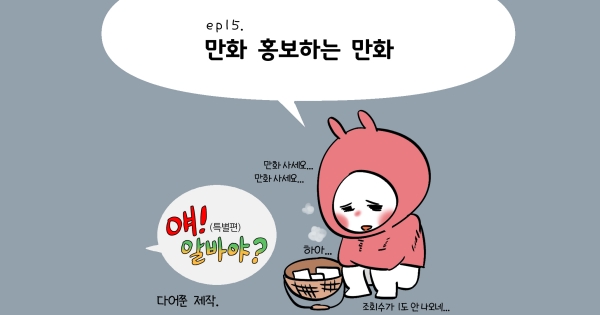 ep15.
만화 홍보하는 만화
만화 사세요...
만화 사세요...
얘!
(특별편)
알바야?
하아...
다어쭌 제작.
조회수가 1도 안 나오네...